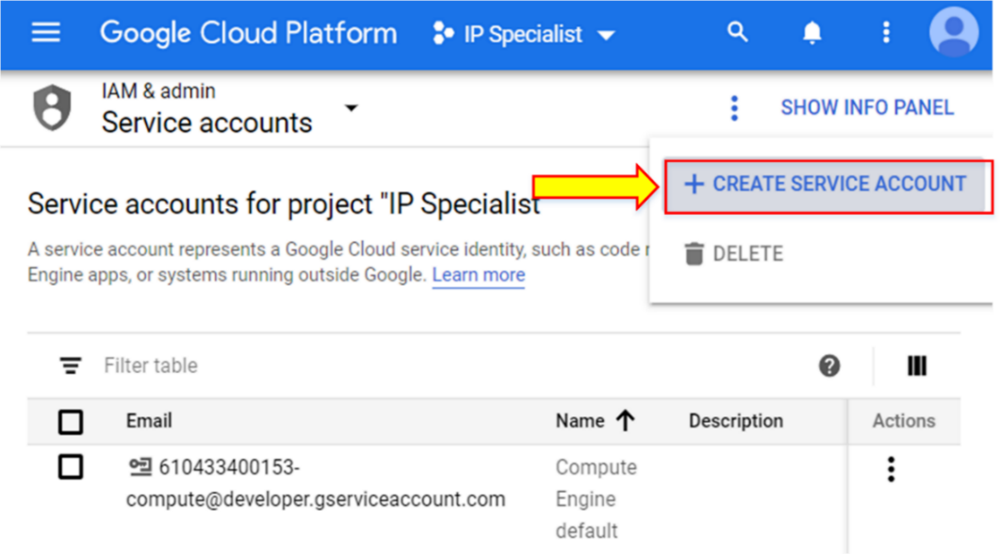 Google Cloud Platform IP Specialist
IAM & admin
Service accounts
SHOW INFO PANEL
+ CREATE SERVICE ACCOUNT
DELETE
Service accounts for project "IP Specialist
A service account represents a Google Cloud service identity, such as code
Engine apps, or systems running outside Google. Learn more
Filter table
Email Name Description Actions
610433400153-
compute@developer.gserviceaccount.com
Compute
Engine
default